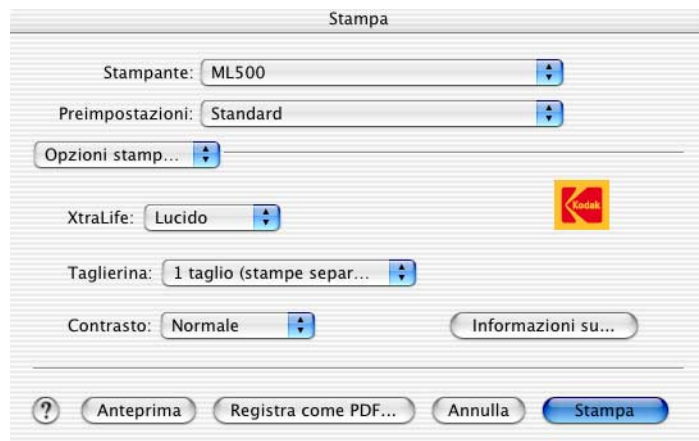 Stampa
Stampante: ML500
Preimpostazioni: Standard
Opzioni stamp...
Kodak
XtraLife: Lucido
Taglierina: 1 taglio (stampe separ...
Contrasto: Normale
Informazioni su...
? Anteprima Registra come PDF... Annulla Stampa